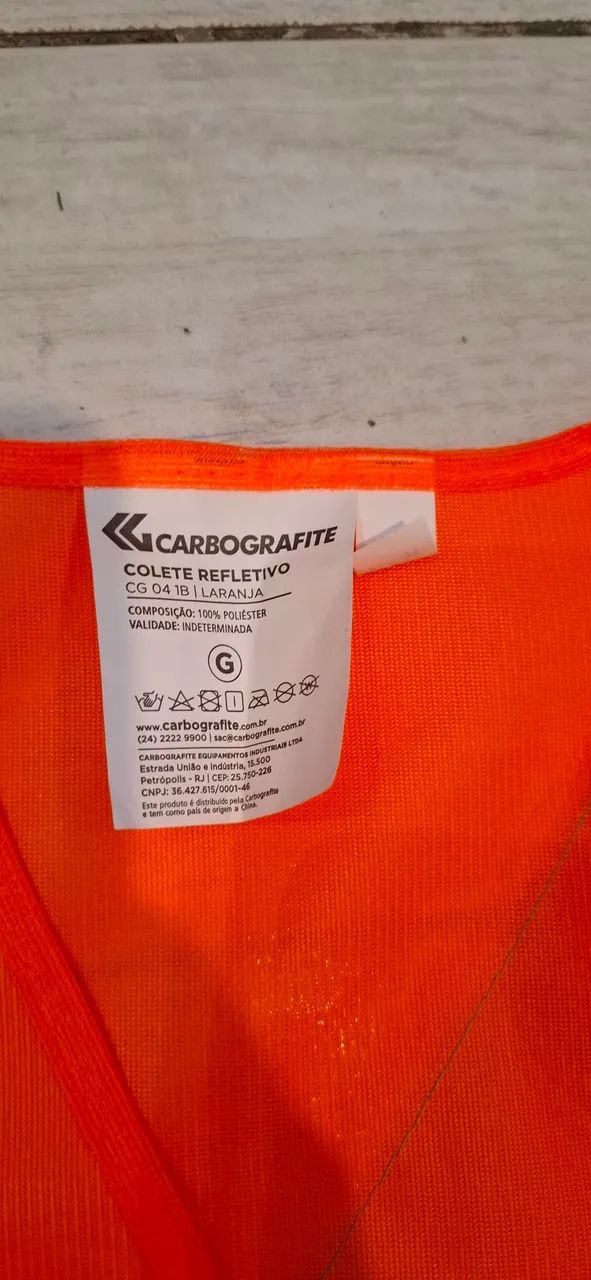 CARBOGRAFITE
COLETE REFLETIVO
CG 04 1B | LARANJA
COMPOSIÇÃO: 100% POLIÉSTER
VALIDADE: INDETERMINADA
G
www.carbografite.com.br
(24) 2222 9900 | sac@carbografite.com.br
CARBOGRAFITE EQUIPAMENTOS INDUSTRIAIS LTDA
Estrada União e Indústria, 15.500
Petrópolis - RJ | CEP: 25.750-226
CNPJ: 36.427.615/0001-46
Este produto é distribuído pela Carbografite
e tem como país de origem a China.